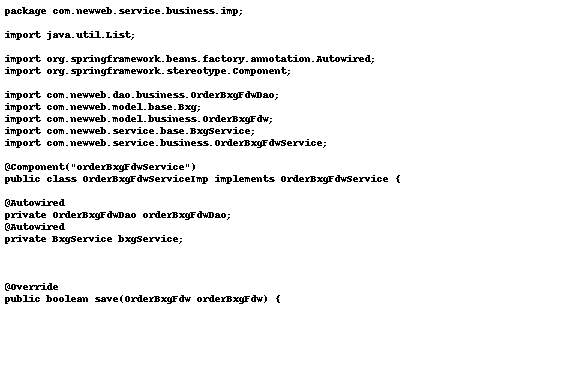 package com.newweb.service.business.imp;
import java.util.List;
import org.springframework.beans.factory.annotation.Autowired;
import org.springframework.stereotype.Component;
import com.newweb.dao.business.OrderBxgFdwDao;
import com.newweb.model.base.Bxg;
import com.newweb.model.business.OrderBxgFdw;
import com.newweb.service.base.BxgService;
import com.newweb.service.business.OrderBxgFdwService;
@Component("orderBxgFdwService")
public class OrderBxgFdwServiceImp implements OrderBxgFdwService {
@Autowired
private OrderBxgFdwDao orderBxgFdwDao;
@Autowired
private BxgService bxgService;
@Override
public boolean save(OrderBxgFdw orderBxgFdw) {